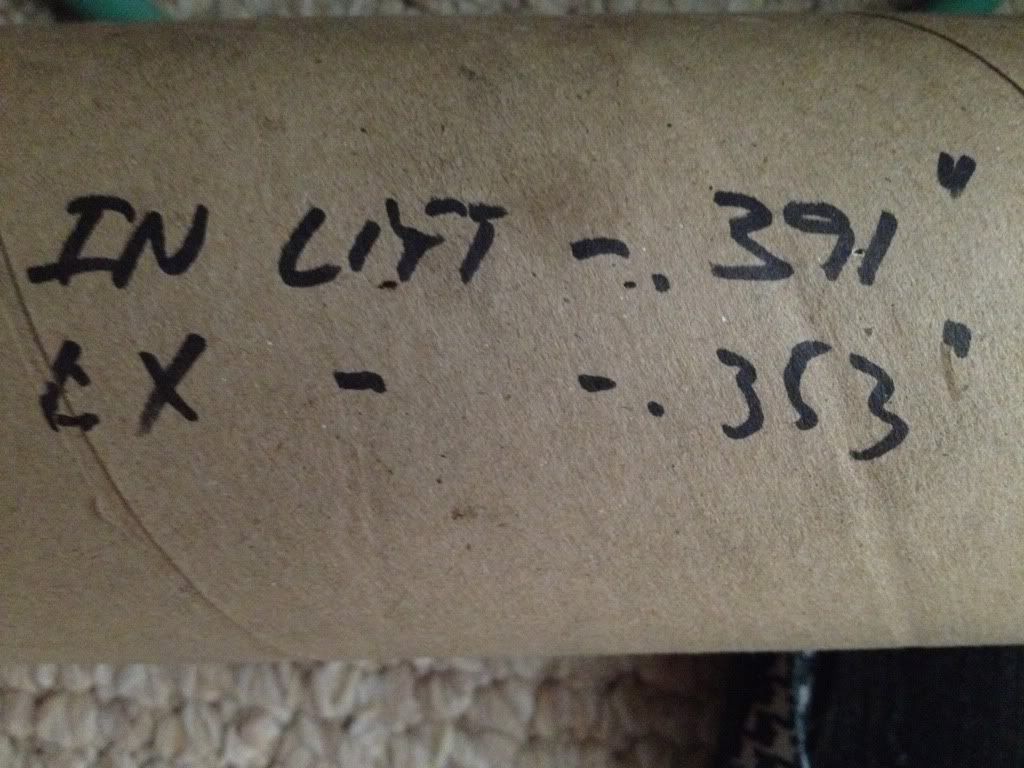 IN LIFT - .391"
EX - - .353"